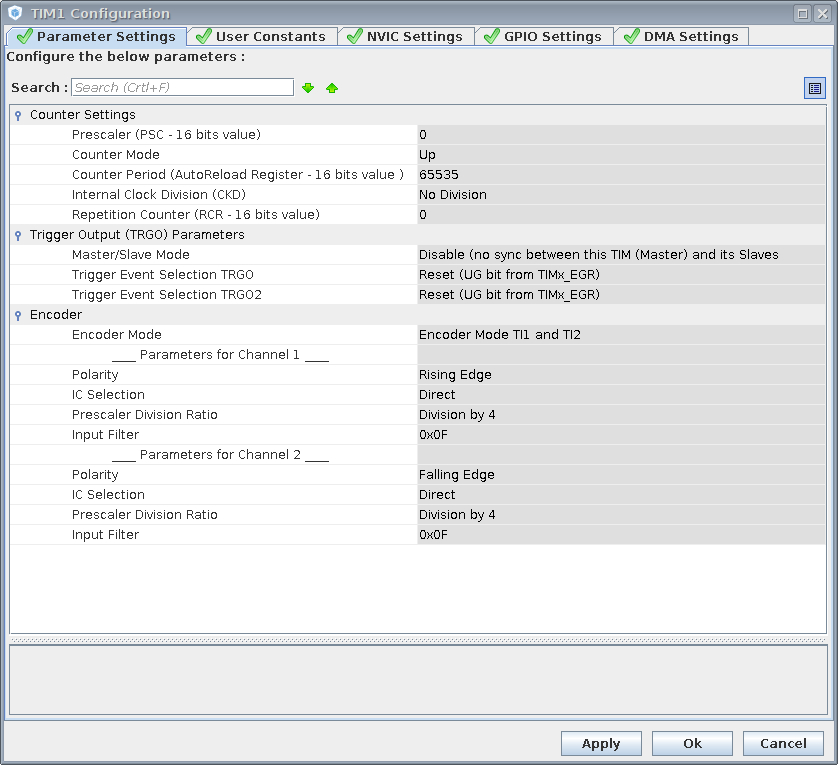 TIM1 Configuration
Parameter Settings User Constants NVIC Settings GPIO Settings DMA Settings
Configure the below parameters :
Search : Search (Crtl+F)
Counter Settings
Prescaler (PSC - 16 bits value) 0
Counter Mode Up
Counter Period (AutoReload Register - 16 bits value ) 65535
Internal Clock Division (CKD) No Division
Repetition Counter (RCR - 16 bits value) 0
Trigger Output (TRGO) Parameters
Master/Slave Mode Disable (no sync between this TIM (Master) and its Slaves
Trigger Event Selection TRGO Reset (UG bit from TIMx_EGR)
Trigger Event Selection TRGO2 Reset (UG bit from TIMx_EGR)
Encoder
Encoder Mode Encoder Mode TI1 and TI2
____ Parameters for Channel 1 ____
Polarity Rising Edge
IC Selection Direct
Prescaler Division Ratio Division by 4
Input Filter 0x0F
____ Parameters for Channel 2 ____
Polarity Falling Edge
IC Selection Direct
Prescaler Division Ratio Division by 4
Input Filter 0x0F
Apply Ok Cancel